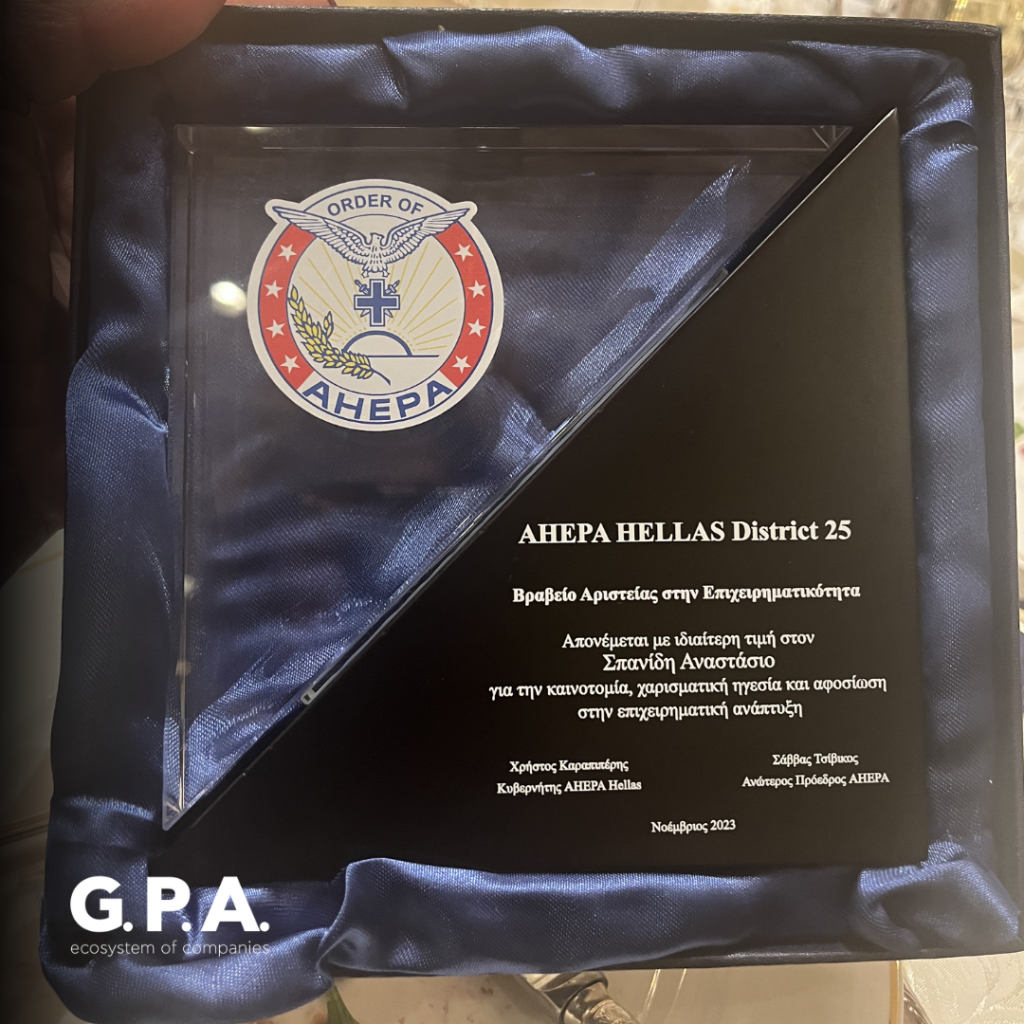 ORDER OF
AHEPA
AHEPA HELLAS District 25
Βραβείο Αριστείας στην Επιχειρηματικότητα
Απονέμεται με ιδιαίτερη τιμή στον
Σπανίδη Αναστάσιο
για την καινοτομία, χαρισματική ηγεσία και αφοσίωση
στην επιχειρηματική ανάπτυξη
Χρήστος Καραπιπέρης
Κυβερνήτης AHEPA Hellas
Σάββας Τσίβικος
Ανώτερος Πρόεδρος AHEPA
Νοέμβριος 2023
G.P.A.
ecosystem of companies